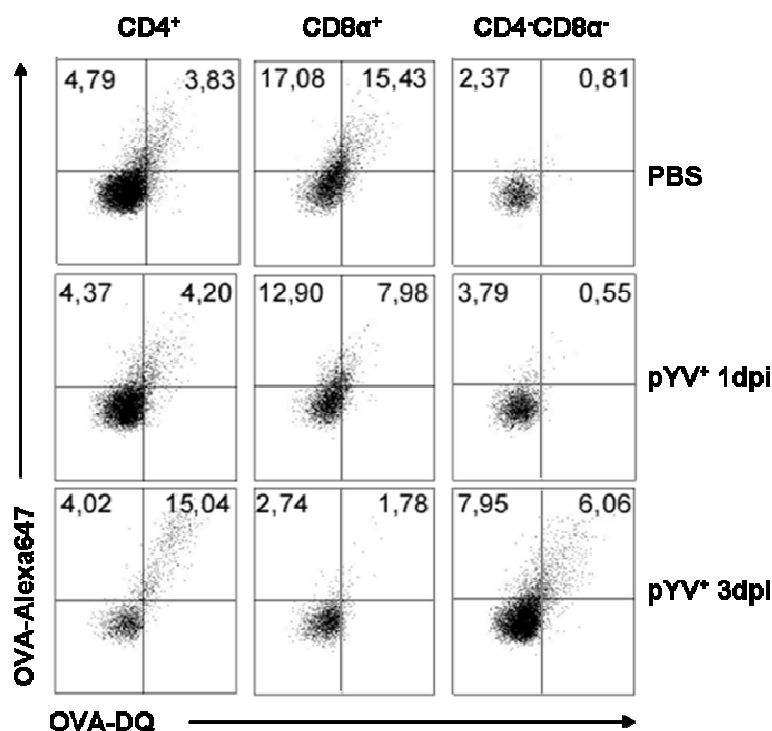 CD4⁺ CD8α⁺ CD4⁻CD8α⁻
4,79 3,83 17,08 15,43 2,37 0,81
PBS
4,37 4,20 12,90 7,98 3,79 0,55
pYV⁺ 1dpi
4,02 15,04 2,74 1,78 7,95 6,06
pYV⁺ 3dpi
OVA-Alexa647
OVA-DQ